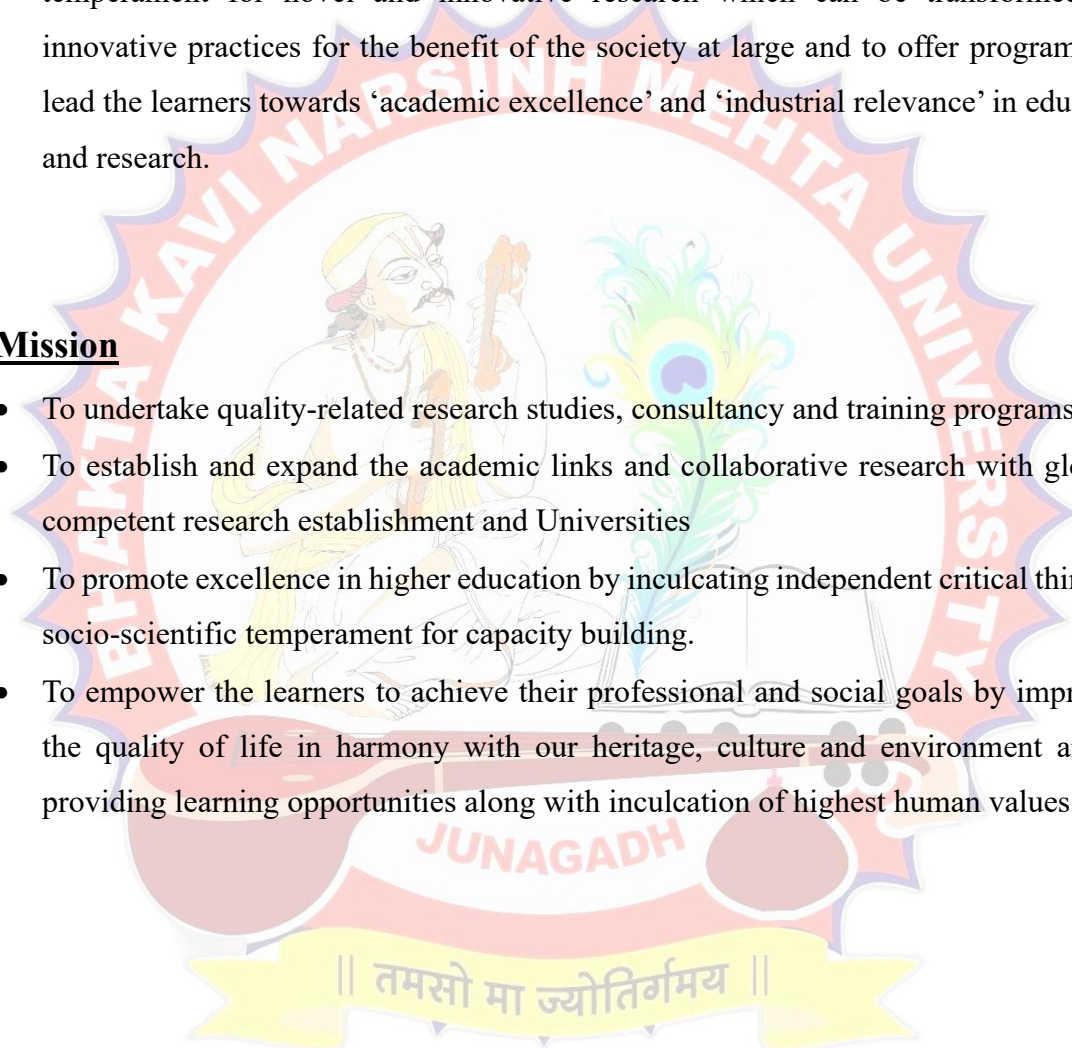 temperament for novel and innovative research which can be transformed
innovative practices for the benefit of the society at large and to offer program
lead the learners towards ‘academic excellence’ and ‘industrial relevance’ in edu
and research.
BHAKTA KAVI NARSINH MEHTA UNIVERSITY
Mission
• To undertake quality-related research studies, consultancy and training programs
• To establish and expand the academic links and collaborative research with glo
competent research establishment and Universities
• To promote excellence in higher education by inculcating independent critical thin
socio-scientific temperament for capacity building.
• To empower the learners to achieve their professional and social goals by impr
the quality of life in harmony with our heritage, culture and environment a
providing learning opportunities along with inculcation of highest human values
JUNAGADH
|| तमसो मा ज्योतिर्गमय ||